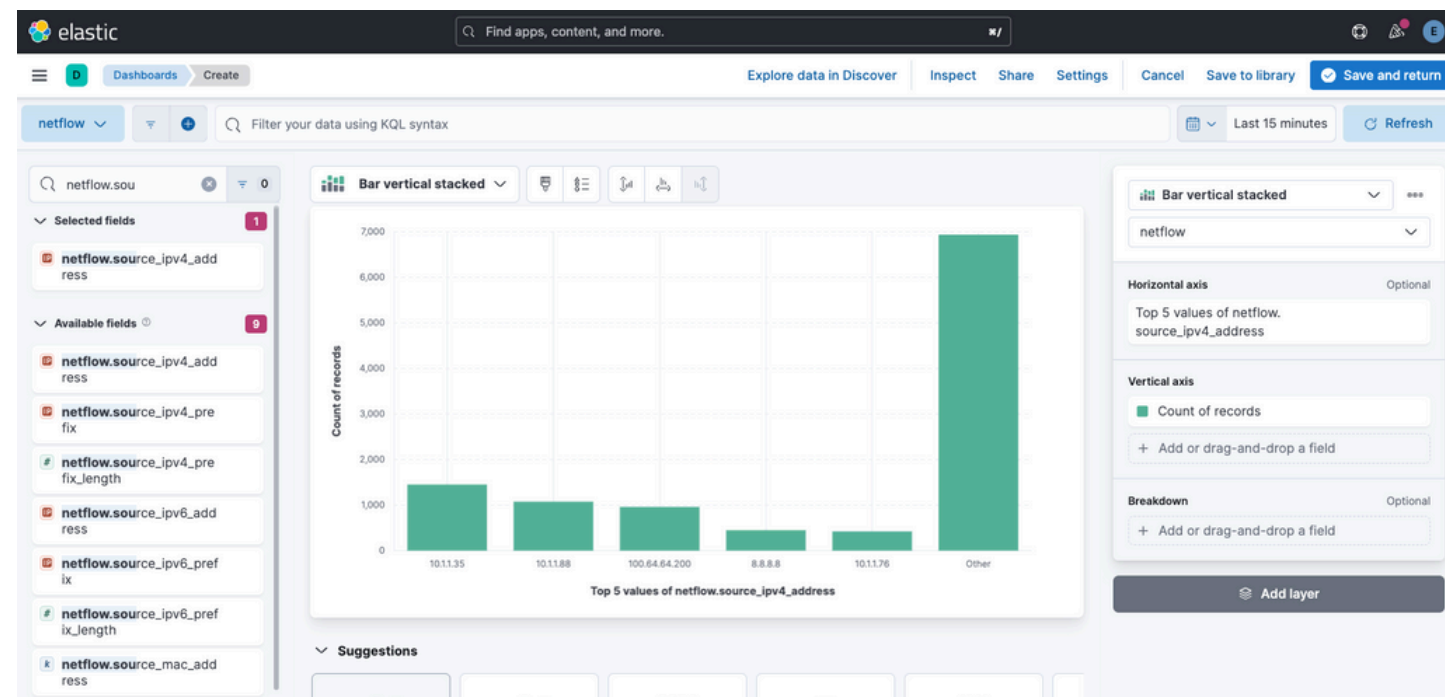 elastic
Find apps, content, and more.
⌘/
E
D
Dashboards
Create
Explore data in Discover
Inspect
Share
Settings
Cancel
Save to library
Save and return
netflow
Filter your data using KQL syntax
Last 15 minutes
Refresh
netflow.sou
0
Selected fields
1
netflow.source_ipv4_add
ress
Available fields
9
netflow.source_ipv4_add
ress
netflow.source_ipv4_pre
fix
netflow.source_ipv4_pre
fix_length
netflow.source_ipv6_add
ress
netflow.source_ipv6_pref
ix
netflow.source_ipv6_pref
ix_length
netflow.source_mac_add
ress
Bar vertical stacked
7,000
6,000
5,000
4,000
3,000
2,000
1,000
0
Count of records
10.1.1.35
10.1.1.88
100.64.64.200
8.8.8.8
10.1.1.76
Other
Top 5 values of netflow.source_ipv4_address
Suggestions
Bar vertical stacked
netflow
Horizontal axis
Optional
Top 5 values of netflow.
source_ipv4_address
Vertical axis
Count of records
+ Add or drag-and-drop a field
Breakdown
Optional
+ Add or drag-and-drop a field
Add layer